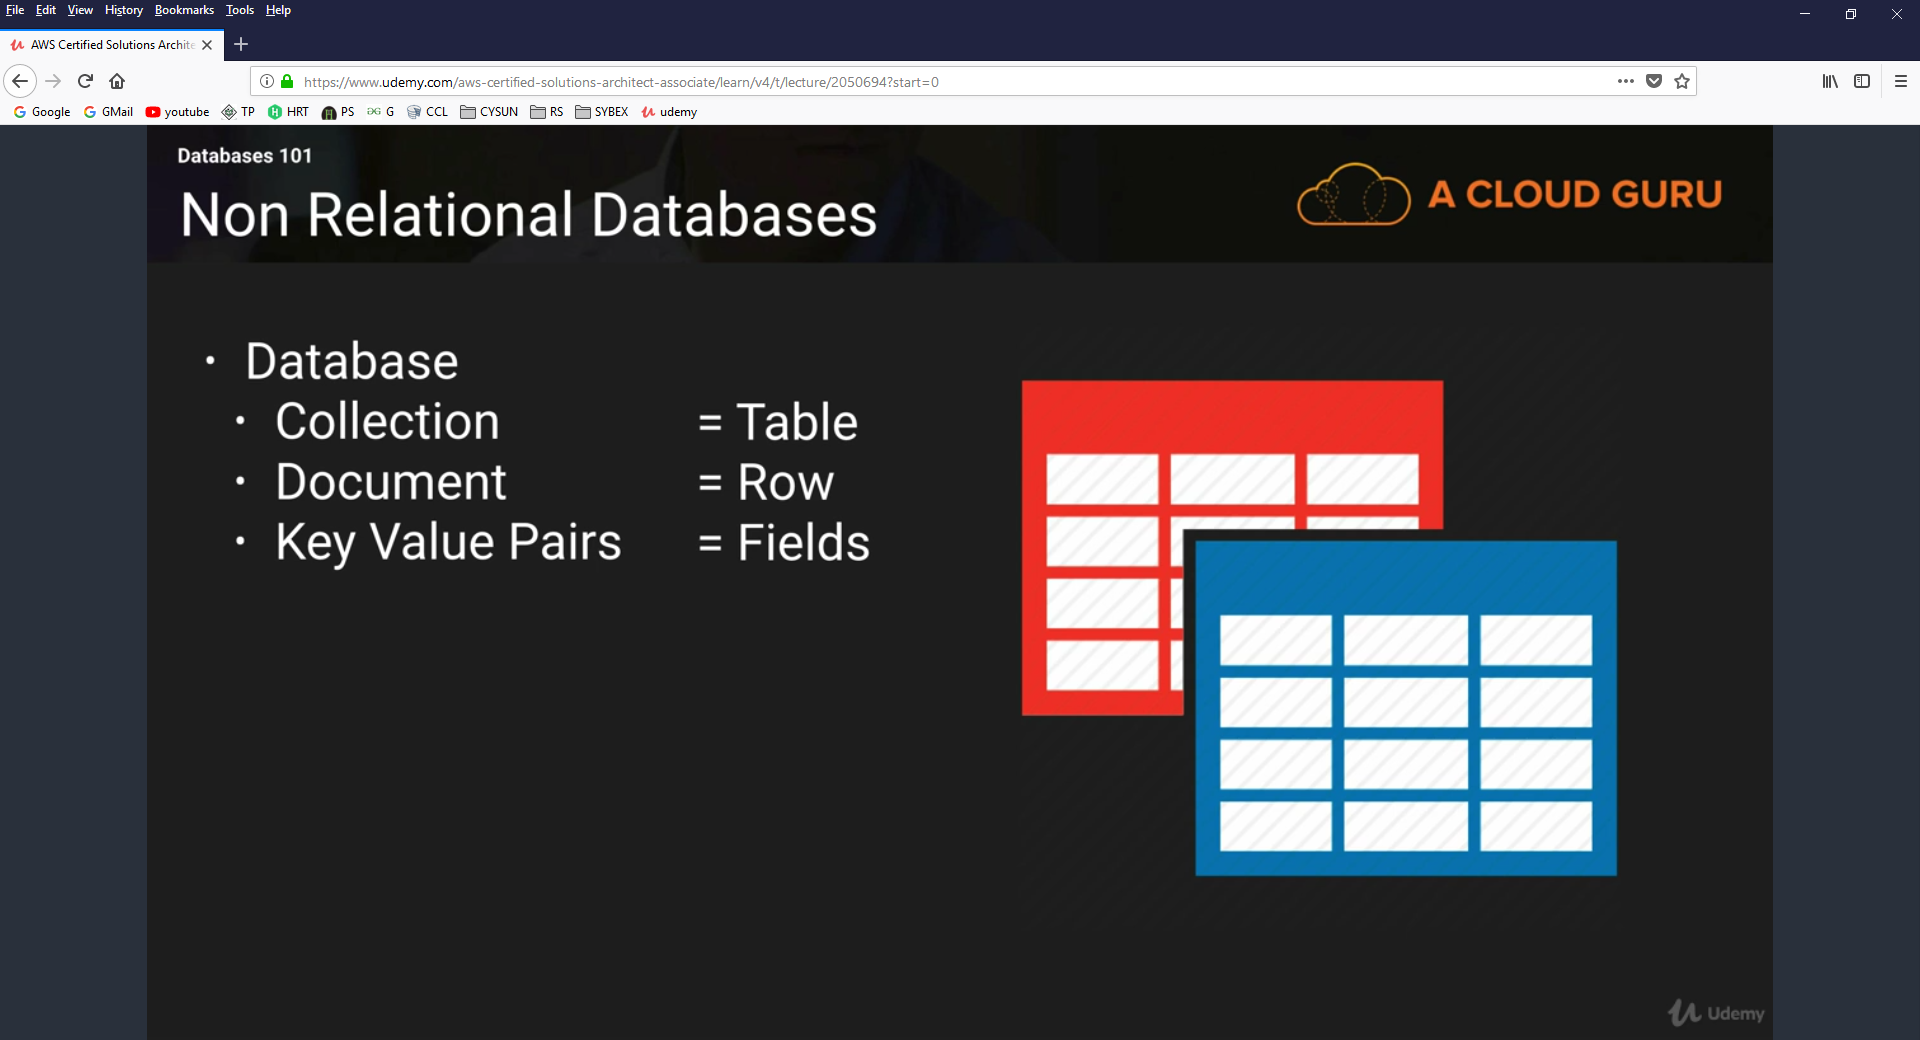 File Edit View History Bookmarks Tools Help
AWS Certified Solutions Archite
https://www.udemy.com/aws-certified-solutions-architect-associate/learn/v4/t/lecture/2050694?start=0
Google GMail youtube TP HRT PS G CCL CYSUN RS SYBEX udemy
Databases 101
Non Relational Databases
A CLOUD GURU
• Database
• Collection = Table
• Document = Row
• Key Value Pairs = Fields
Udemy